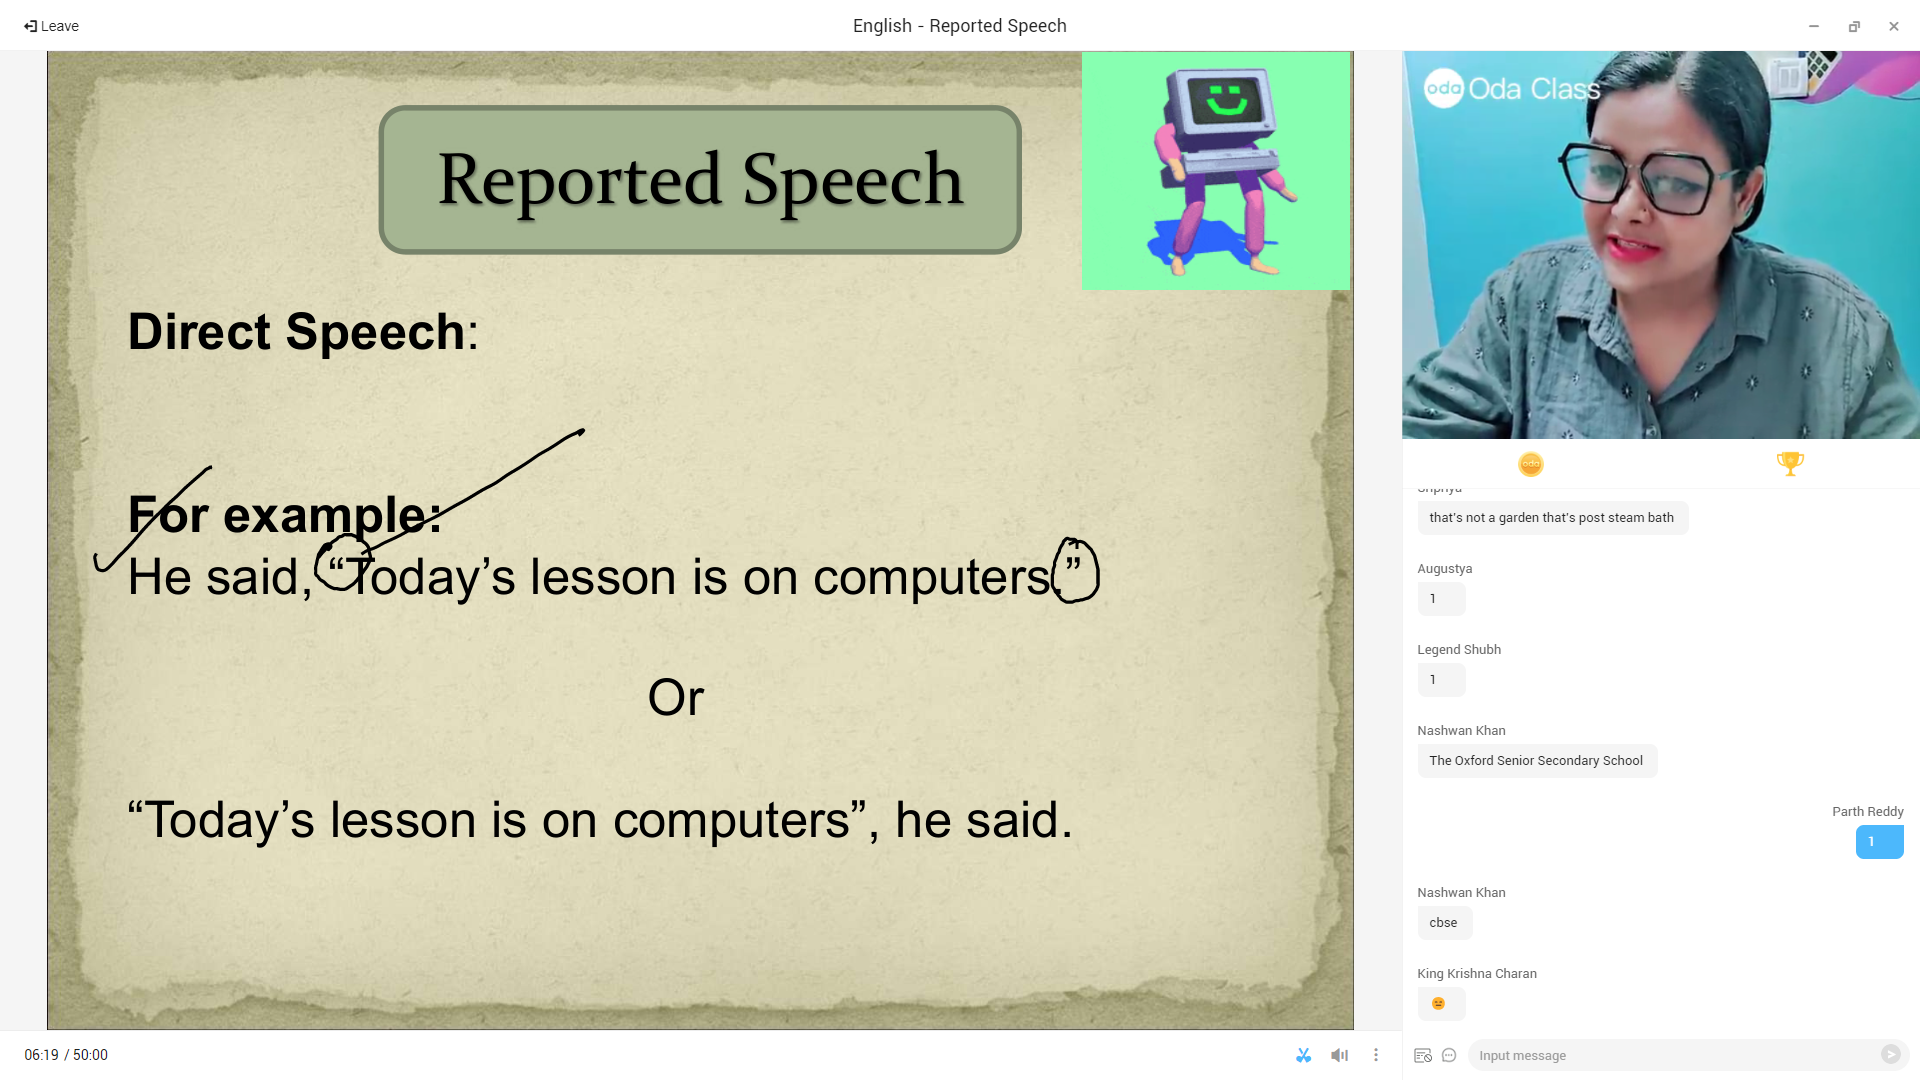 Leave
English - Reported Speech
Reported Speech
Direct Speech:
For example:
He said, “Today’s lesson is on computers.”
Or
“Today’s lesson is on computers”, he said.
06:19 / 50:00
oda Oda Class
oda
Shpriya
that's not a garden that's post steam bath
Augustya
1
Legend Shubh
1
Nashwan Khan
The Oxford Senior Secondary School
Parth Reddy
1
Nashwan Khan
cbse
King Krishna Charan
😑
Input message